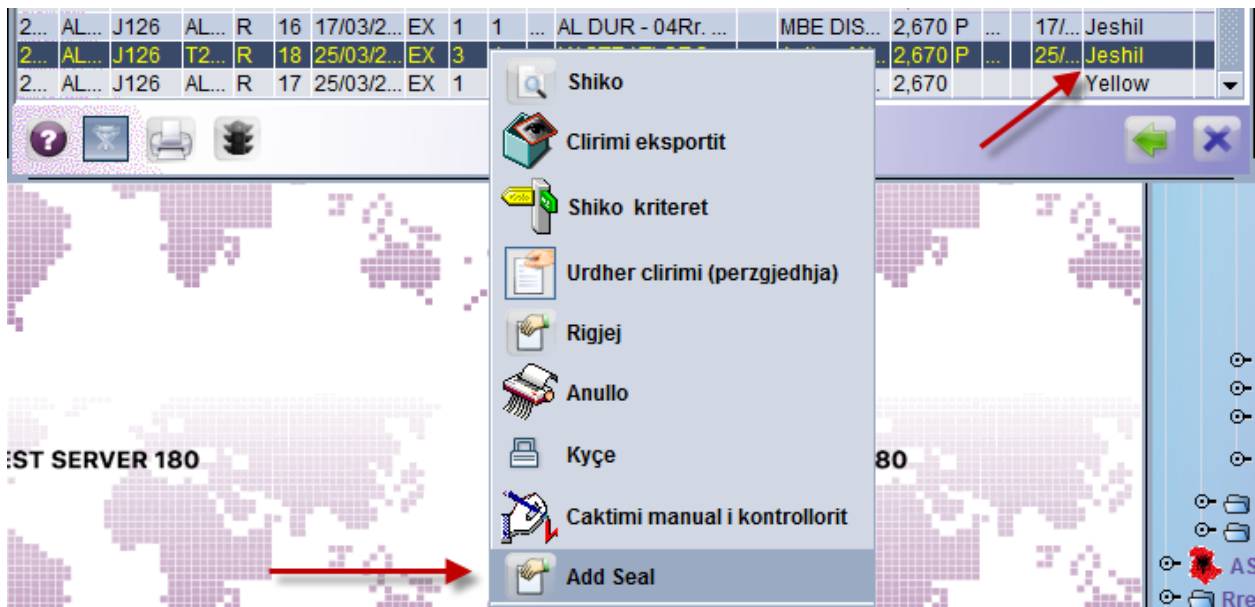 2... AL... J126 AL... R 16 17/03/2... EX 1 1 ... AL DUR - 04Rr. ... MBE DIS... 2,670 P ... 17/... Jeshil
2... AL... J126 T2... R 18 25/03/2... EX 3 2,670 P ... 25/... Jeshil
2... AL... J126 AL... R 17 25/03/2... EX 1 2,670 Yellow
Shiko
Clirimi eksportit
Shiko kriteret
Urdher clirimi (perzgjedhja)
Rigjej
Anullo
Kyçe
Caktimi manual i kontrollorit
Add Seal
EST SERVER 180
80
AS
Rre